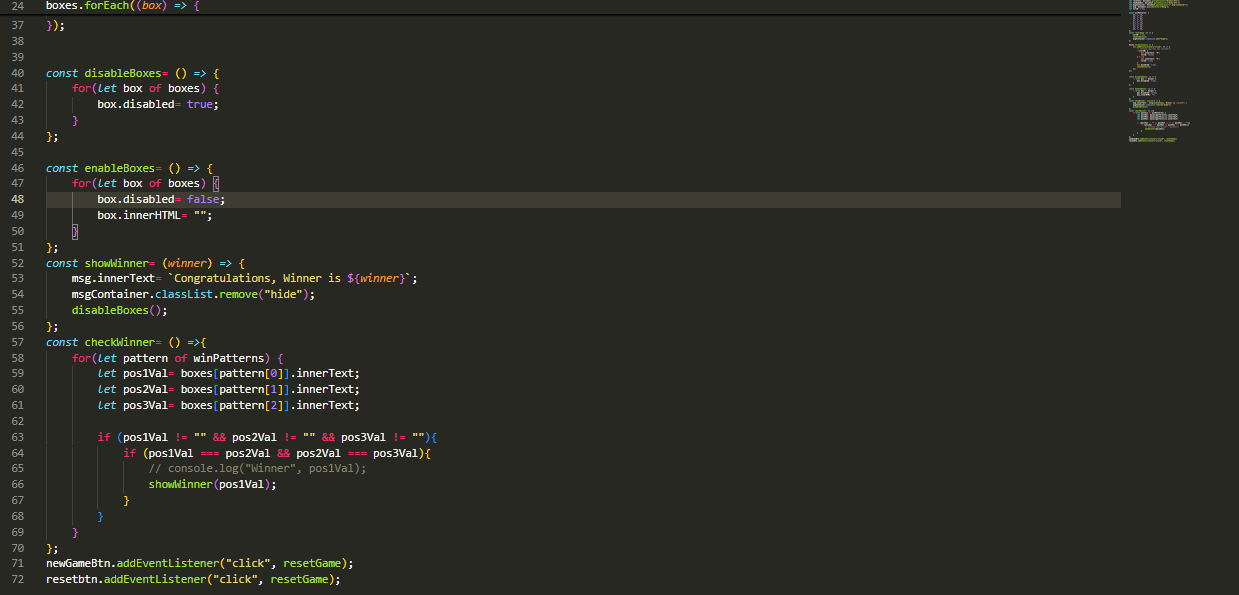 24 boxes.forEach((box) => {
37 });
38
39
40 const disableBoxes= () => {
41     for(let box of boxes) {
42         box.disabled= true;
43     }
44 };
45
46 const enableBoxes= () => {
47     for(let box of boxes) {
48         box.disabled= false;
49         box.innerHTML= "";
50     }
51 };
52 const showWinner= (winner) => {
53     msg.innerText= `Congratulations, Winner is ${winner}`;
54     msgContainer.classList.remove("hide");
55     disableBoxes();
56 };
57 const checkWinner= () =>{
58     for(let pattern of winPatterns) {
59         let pos1Val= boxes[pattern[0]].innerText;
60         let pos2Val= boxes[pattern[1]].innerText;
61         let pos3Val= boxes[pattern[2]].innerText;
62
63         if (pos1Val != "" && pos2Val != "" && pos3Val != ""){
64             if (pos1Val === pos2Val && pos2Val === pos3Val){
65                 // console.log("Winner", pos1Val);
66                 showWinner(pos1Val);
67             }
68         }
69     }
70 };
71 newGameBtn.addEventListener("click", resetGame);
72 resetbtn.addEventListener("click", resetGame);